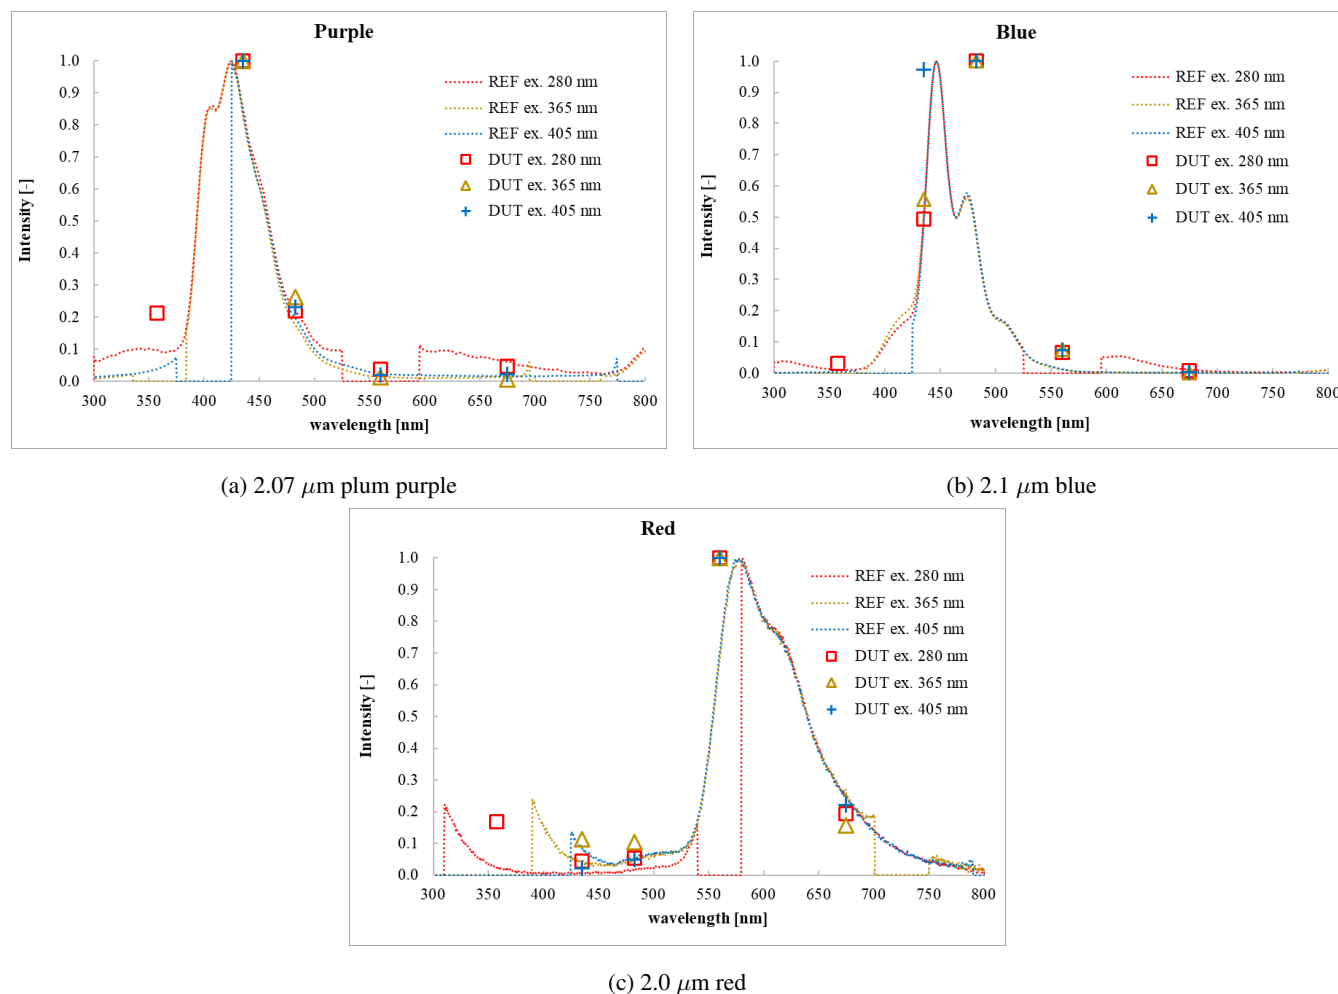 Purple
1.0
0.9
0.8
0.7
0.6
0.5
0.4
0.3
0.2
0.1
0.0
Intensity [-]
300 350 400 450 500 550 600 650 700 750 800
wavelength [nm]
REF ex. 280 nm
REF ex. 365 nm
REF ex. 405 nm
DUT ex. 280 nm
DUT ex. 365 nm
DUT ex. 405 nm
(a) 2.07 μm plum purple
Blue
1.0
0.9
0.8
0.7
0.6
0.5
0.4
0.3
0.2
0.1
0.0
Intensity [-]
300 350 400 450 500 550 600 650 700 750 800
wavelength [nm]
REF ex. 280 nm
REF ex. 365 nm
REF ex. 405 nm
DUT ex. 280 nm
DUT ex. 365 nm
DUT ex. 405 nm
(b) 2.1 μm blue
Red
1.0
0.9
0.8
0.7
0.6
0.5
0.4
0.3
0.2
0.1
0.0
Intensity [-]
300 350 400 450 500 550 600 650 700 750 800
wavelength [nm]
REF ex. 280 nm
REF ex. 365 nm
REF ex. 405 nm
DUT ex. 280 nm
DUT ex. 365 nm
DUT ex. 405 nm
(c) 2.0 μm red